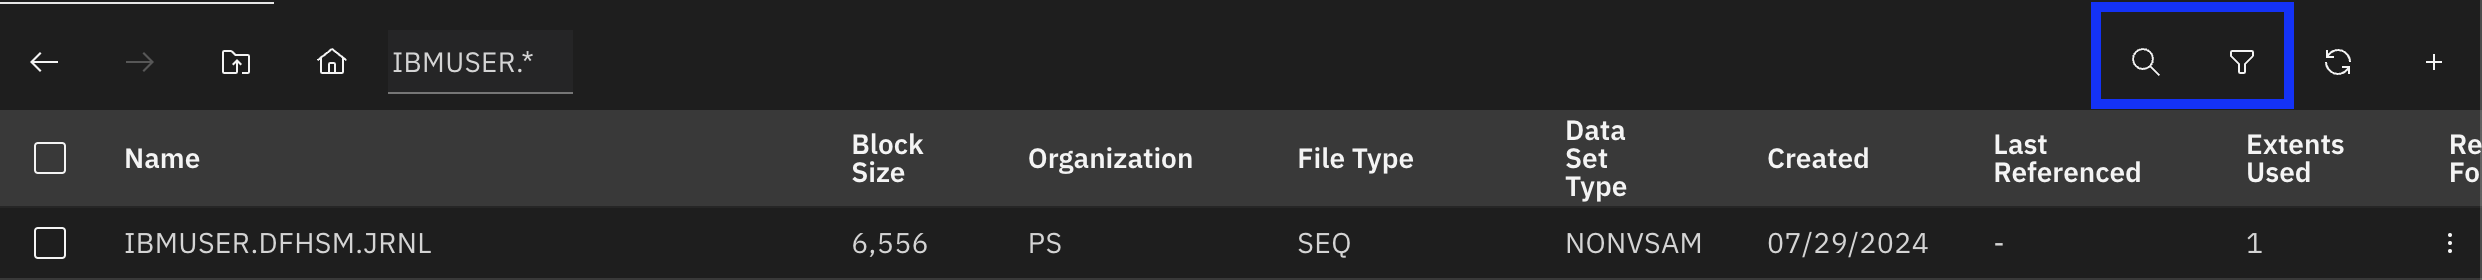 IBMUSER.*
Name
Block
Size
Organization
File Type
Data
Set
Type
Created
Last
Referenced
Extents
Used
Re
Fo
IBMUSER.DFHSM.JRNL 6,556 PS SEQ NONVSAM 07/29/2024 - 1